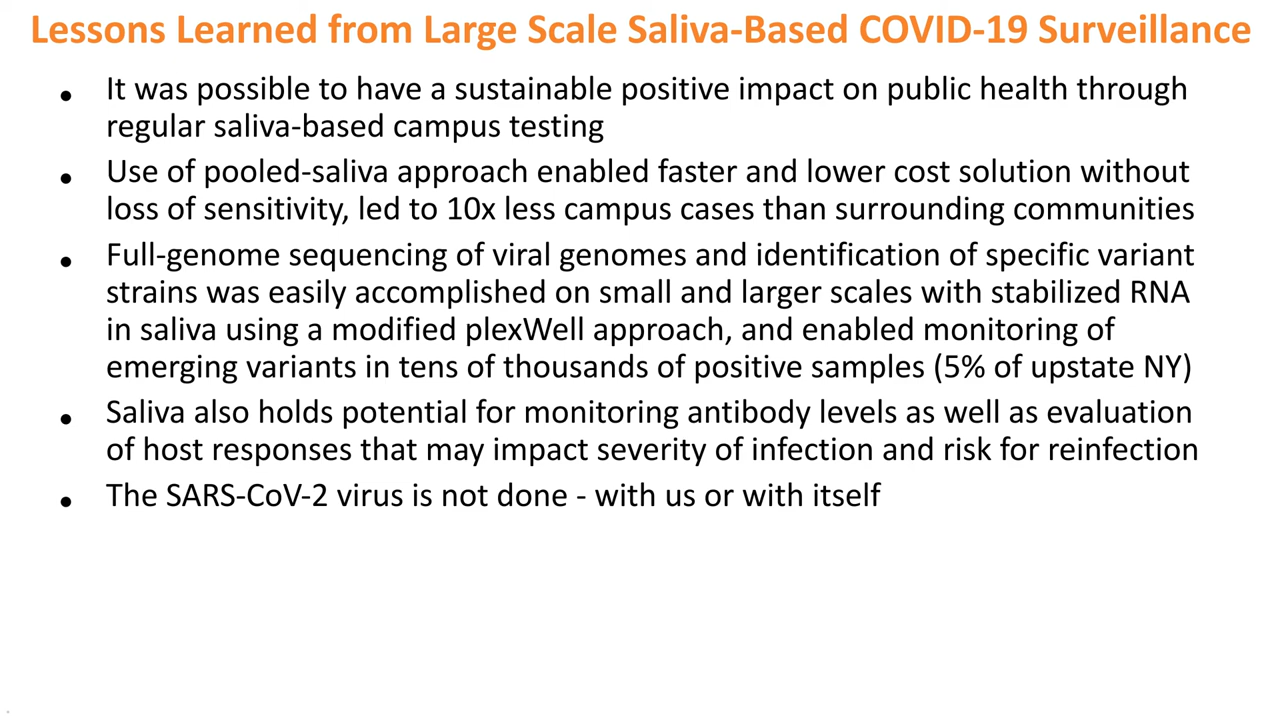 Lessons Learned from Large Scale Saliva-Based COVID-19 Surveillance
• It was possible to have a sustainable positive impact on public health through
regular saliva-based campus testing
• Use of pooled-saliva approach enabled faster and lower cost solution without
loss of sensitivity, led to 10x less campus cases than surrounding communities
• Full-genome sequencing of viral genomes and identification of specific variant
strains was easily accomplished on small and larger scales with stabilized RNA
in saliva using a modified plexWell approach, and enabled monitoring of
emerging variants in tens of thousands of positive samples (5% of upstate NY)
• Saliva also holds potential for monitoring antibody levels as well as evaluation
of host responses that may impact severity of infection and risk for reinfection
• The SARS-CoV-2 virus is not done - with us or with itself